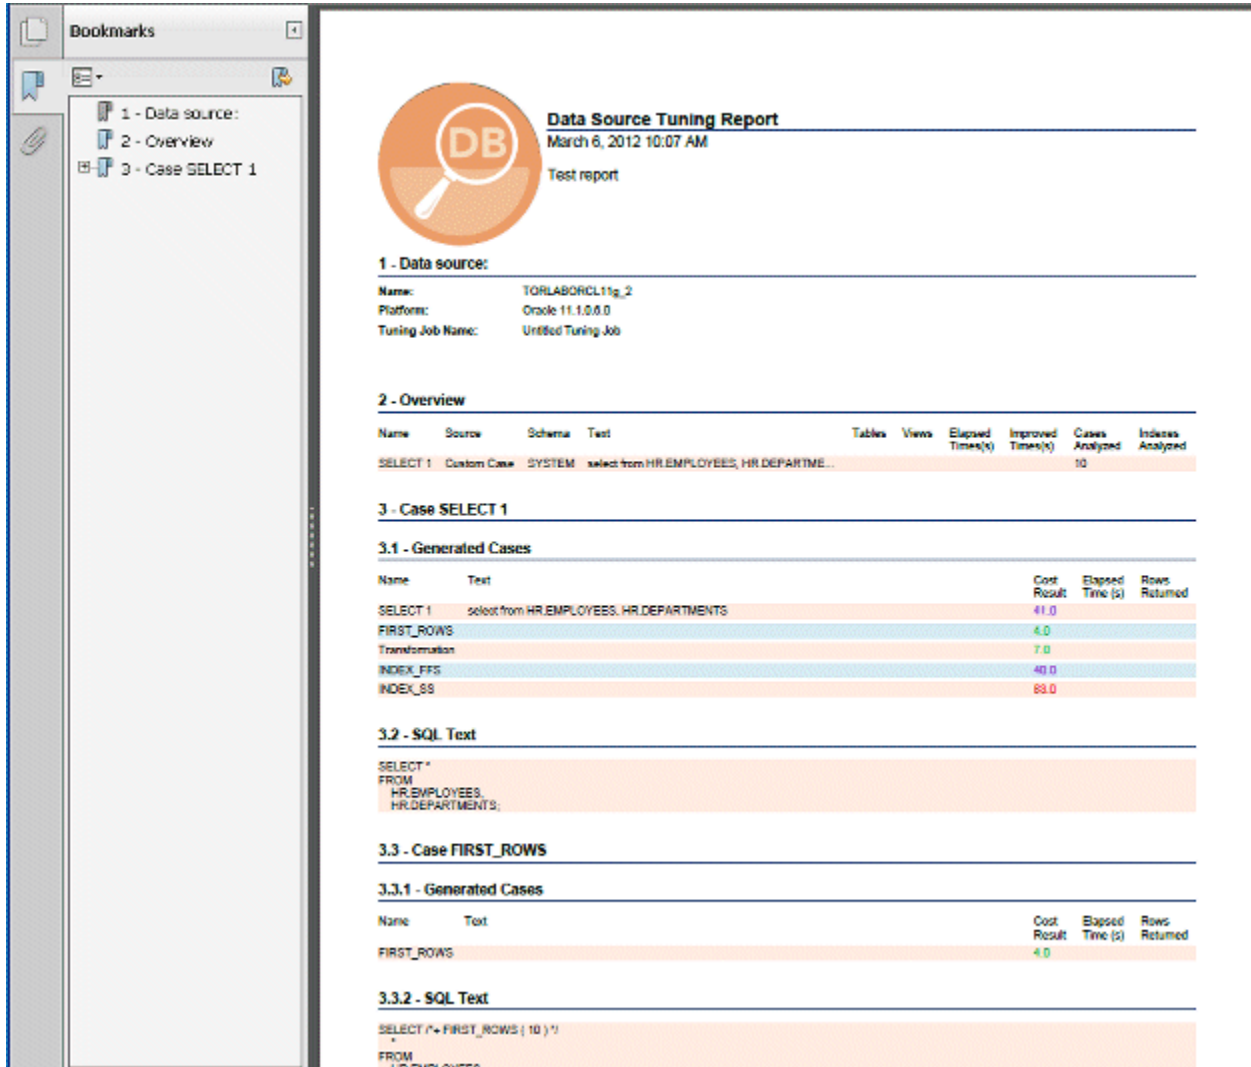 Bookmarks
1 - Data source:
2 - Overview
3 - Case SELECT 1
DB
Data Source Tuning Report
March 6, 2012 10:07 AM
Test report
1 - Data source:
Name: TORLABORCL11g_2
Platform: Oracle 11.1.0.6.0
Tuning Job Name: Untitled Tuning Job
2 - Overview
Name Source Schema Text Tables Views Elapsed Times(s) Improved Times(s) Cases Analyzed Indexes Analyzed
SELECT 1 Custom Case SYSTEM select from HR.EMPLOYEES, HR.DEPARTME... 10
3 - Case SELECT 1
3.1 - Generated Cases
Name Text Cost Result Elapsed Time (s) Rows Returned
SELECT 1 select from HR.EMPLOYEES, HR.DEPARTMENTS 41.0
FIRST_ROWS 4.0
Transformation 7.0
INDEX_FFS 40.0
INDEX_SS
3.2 - SQL Text
SELECT *
FROM
HR.EMPLOYEES,
HR.DEPARTMENTS;
3.3 - Case FIRST_ROWS
3.3.1 - Generated Cases
Name Text Cost Result Elapsed Time (s) Rows Returned
FIRST_ROWS 4.0
3.3.2 - SQL Text
SELECT /*+ FIRST_ROWS ( 10 ) */
*
FROM